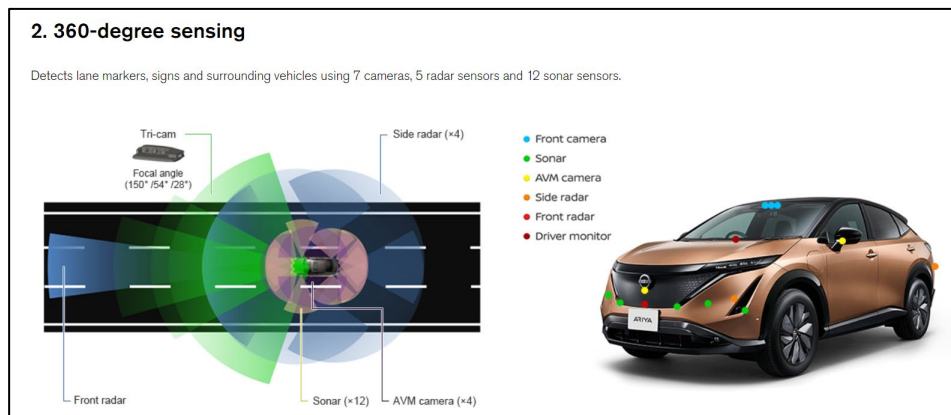 2. 360-degree sensing
Detects lane markers, signs and surrounding vehicles using 7 cameras, 5 radar sensors and 12 sonar sensors.
Tri-cam
Focal angle
(150° /54° /28°)
Side radar (×4)
Front radar
Sonar (×12)
AVM camera (×4)
Front camera
Sonar
AVM camera
Side radar
Front radar
Driver monitor
ARIYA